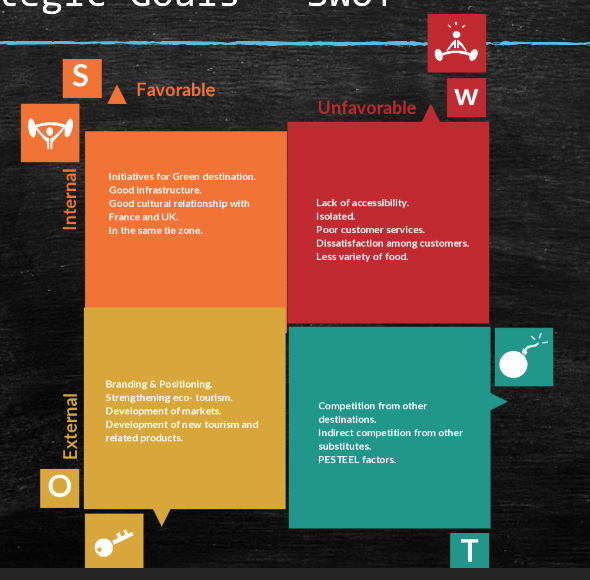 tegic Goals - SWOT
S
Favorable
W
Unfavorable
Internal
Initiatives for Green destination.
Good infrastructure.
Good cultural relationship with
France and UK.
In the same tie zone.
Lack of accessibility.
Isolated.
Poor customer services.
Dissatisfaction among customers.
Less variety of food.
External
Branding & Positioning.
Strengthening eco- tourism.
Development of markets.
Development of new tourism and
related products.
Competition from other
destinations.
Indirect competition from other
substitutes.
PESTEEL factors.
O
T